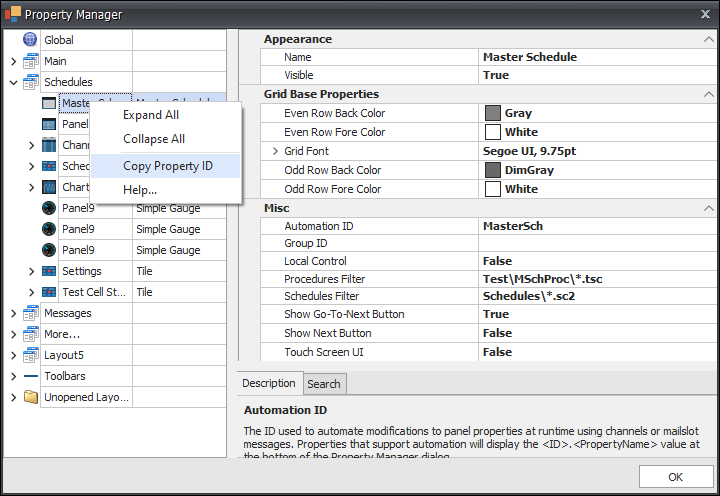 Property Manager
Global
Main
Schedules
Master Schedule
Panel
Chann
Sched
Chart
Panel9 Simple Gauge
Panel9 Simple Gauge
Panel9 Simple Gauge
Settings Tile
Test Cell St... Tile
Messages
More...
Layout5
Toolbars
Unopened Layo...
Expand All
Collapse All
Copy Property ID
Help...
Appearance
Name Master Schedule
Visible True
Grid Base Properties
Even Row Back Color Gray
Even Row Fore Color White
Grid Font Segoe UI, 9.75pt
Odd Row Back Color DimGray
Odd Row Fore Color White
Misc
Automation ID MasterSch
Group ID
Local Control False
Procedures Filter Test\MSchProc\*.tsc
Schedules Filter Schedules\*.sc2
Show Go-To-Next Button True
Show Next Button False
Touch Screen UI False
Description Search
Automation ID
The ID used to automate modifications to panel properties at runtime using channels or mailslot
messages. Properties that support automation will display the <ID>.<PropertyName> value at
the bottom of the Property Manager dialog.
OK